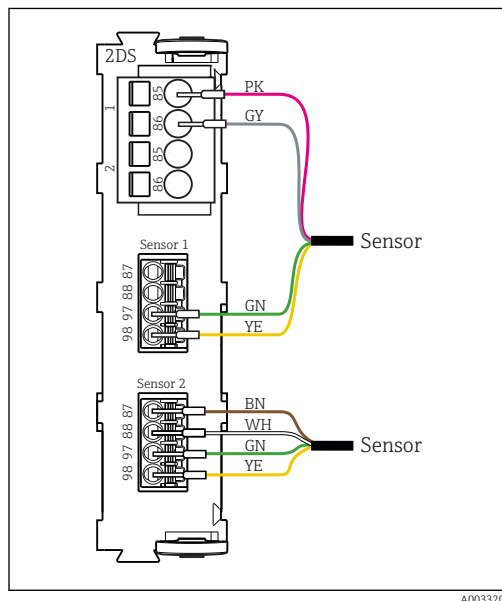 2DS
1
85
PK
86
GY
2
85
86
Sensor
Sensor 1
98 97 88 87
GN
YE
Sensor 2
98 97 88 87
BN
WH
GN
YE
Sensor